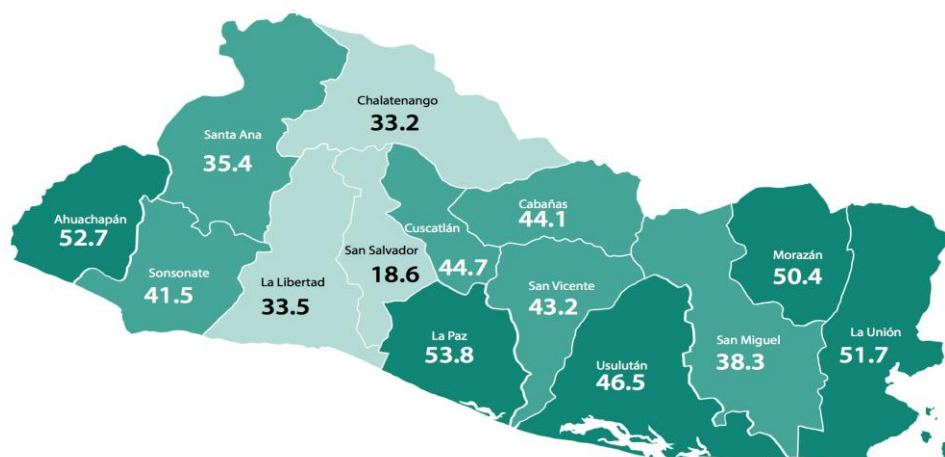 Chalatenango
33.2
Santa Ana
35.4
Ahuachapán
52.7
Sonsonate
41.5
La Libertad
33.5
San Salvador
18.6
Cuscatlán
44.7
Cabañas
44.1
San Vicente
43.2
La Paz
53.8
Usulután
46.5
San Miguel
38.3
Morazán
50.4
La Unión
51.7